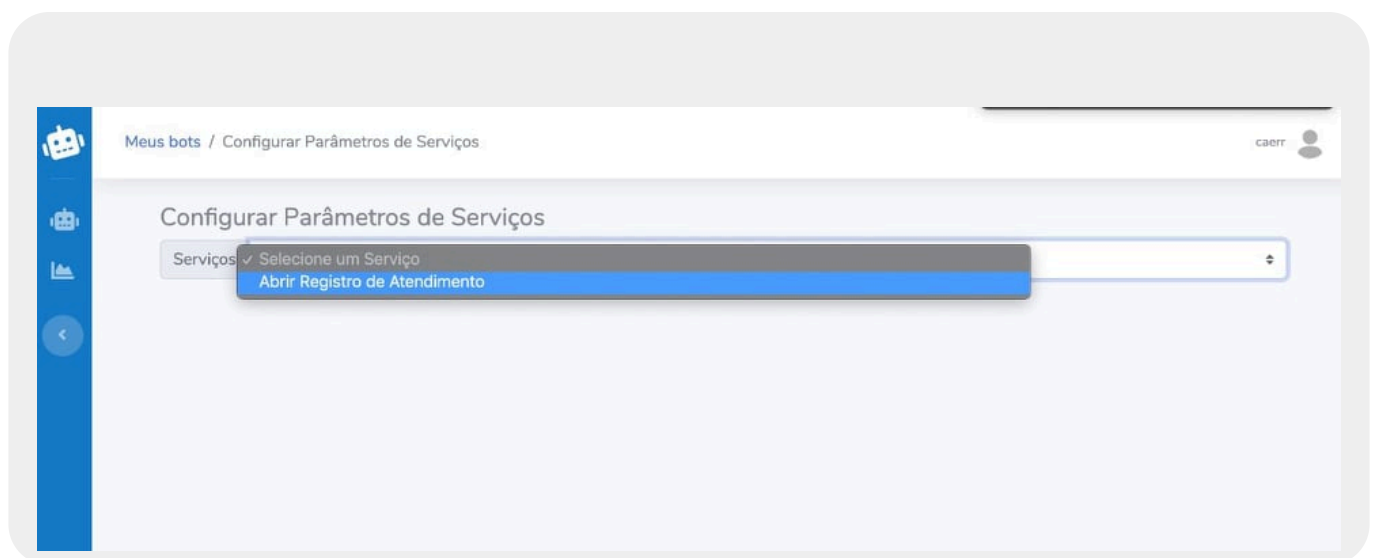 Meus bots / Configurar Parâmetros de Serviços
caerr
Configurar Parâmetros de Serviços
Serviços
✓ Selecione um Serviço
Abrir Registro de Atendimento